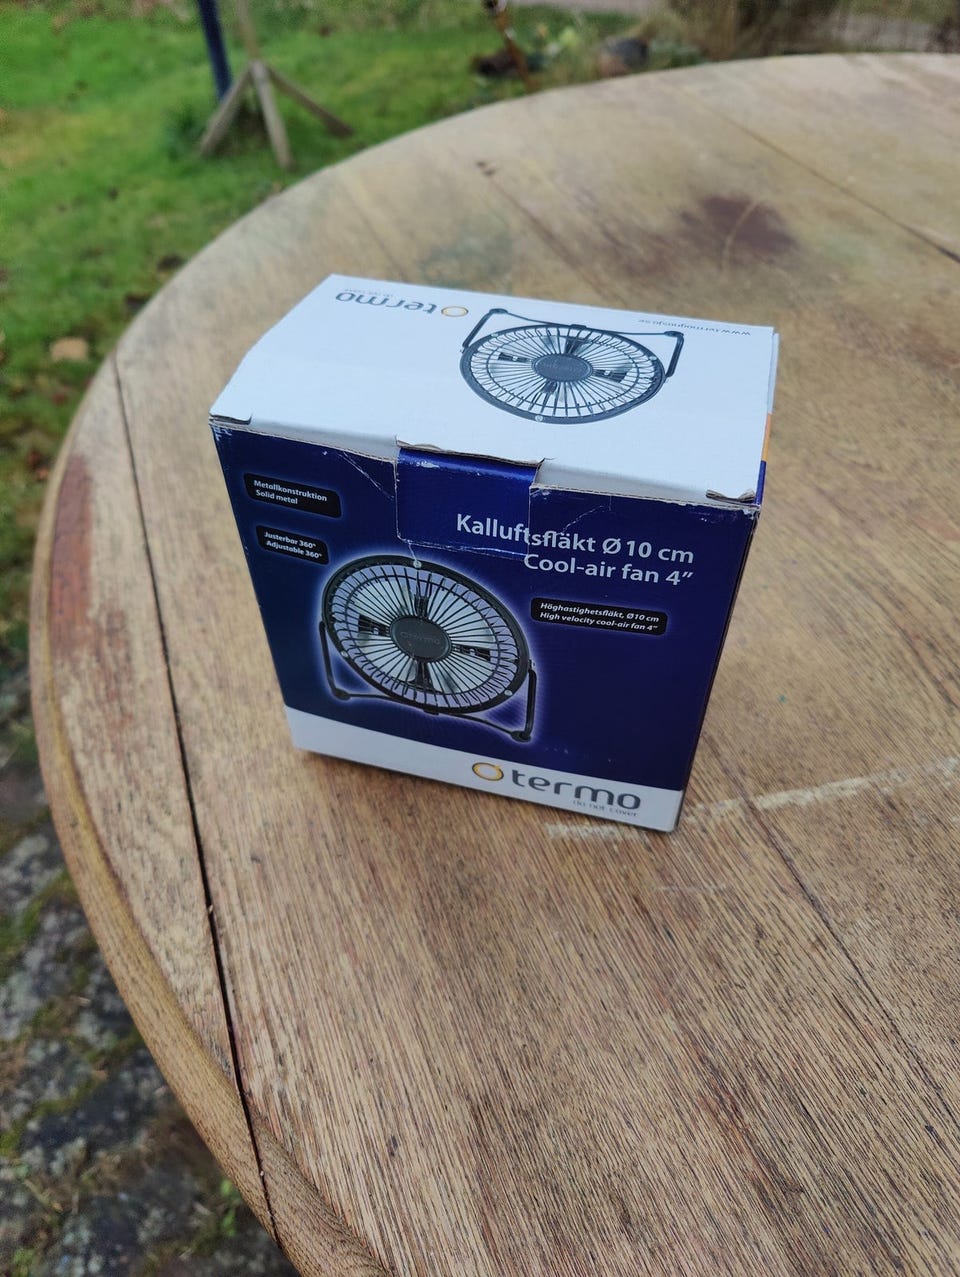 termo
Metallkonstruktion
Solid metal
Justerbar 360°
Adjustable 360°
Kalluftsfläkt Ø 10 cm
Cool-air fan 4”
Höghastighetsfläkt, Ø10 cm
High velocity cool-air fan 4”
termo
do not cover